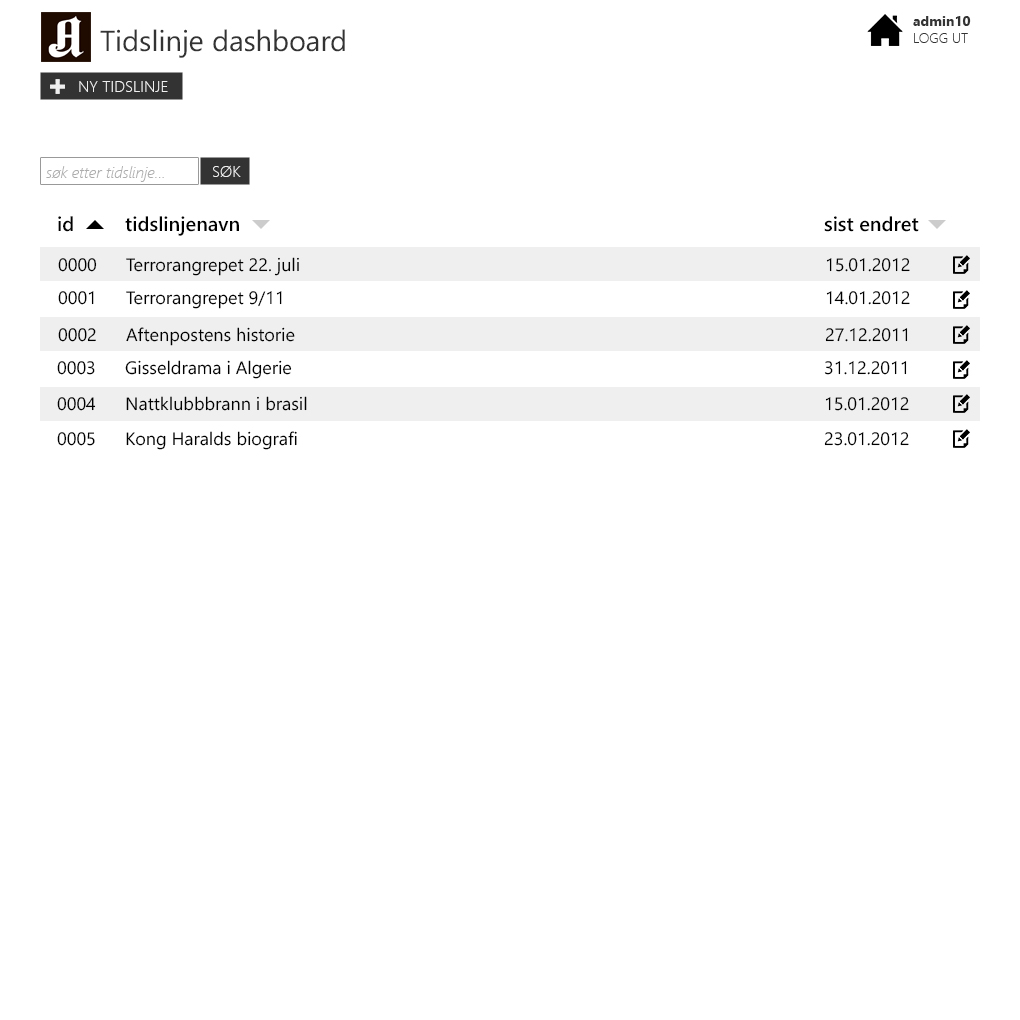 A Tidslinje dashboard
admin10
LOGG UT
NY TIDSLINJE
søk etter tidslinje... SØK
id tidslinjenavn sist endret
0000 Terrorangrepet 22. juli 15.01.2012
0001 Terrorangrepet 9/11 14.01.2012
0002 Aftenpostens historie 27.12.2011
0003 Gisseldrama i Algerie 31.12.2011
0004 Nattklubbbrann i brasil 15.01.2012
0005 Kong Haralds biografi 23.01.2012